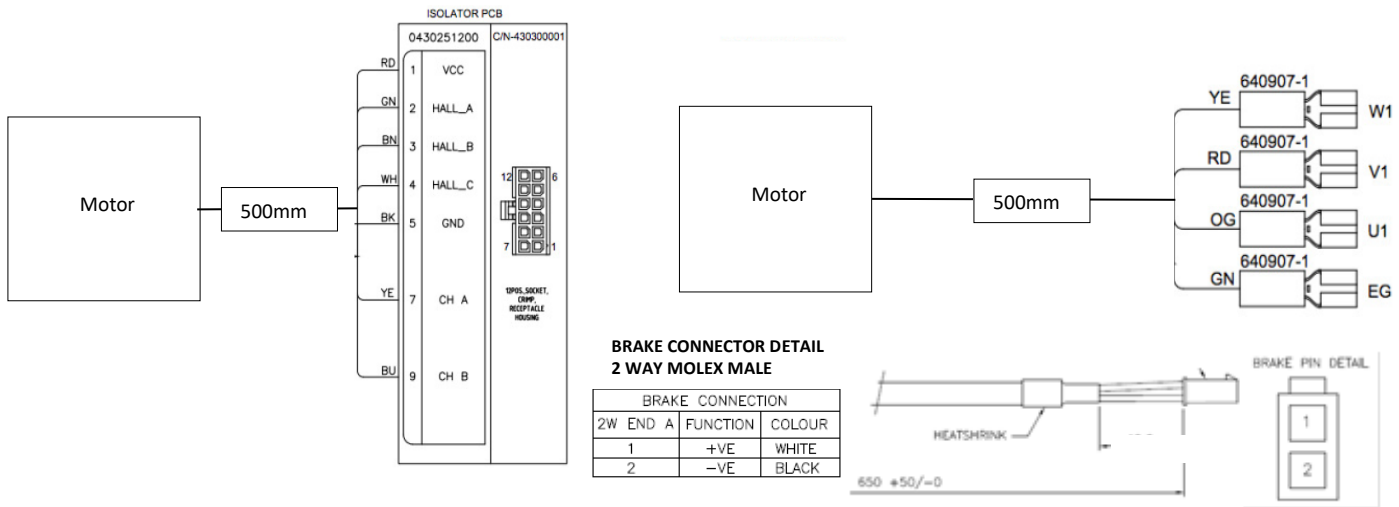 ISOLATOR PCB
0430251200 C/N-430300001
RD 1 VCC
GN 2 HALL_A
BN 3 HALL_B
WH 4 HALL_C
BK 5 GND
YE 7 CH A
BU 9 CH B
Motor
500mm
12 6
7 1
12POS.,SOCKET,
CRIMP,
RECEPTACLE
HOUSING
Motor
500mm
640907-1
YE W1
640907-1
RD V1
640907-1
OG U1
640907-1
GN EG
BRAKE CONNECTOR DETAIL
2 WAY MOLEX MALE
BRAKE CONNECTION
2W END A FUNCTION COLOUR
1 +VE WHITE
2 −VE BLACK
HEATSHRINK
650 +50/-0
BRAKE PIN DETAIL
1
2